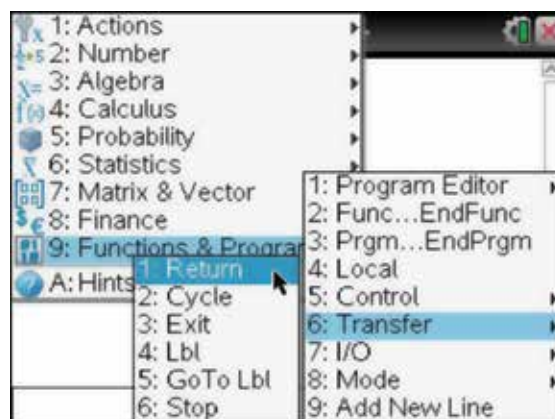 1: Actions
2: Number
3: Algebra
4: Calculus
5: Probability
6: Statistics
7: Matrix & Vector
8: Finance
9: Functions & Progra
A: Hints
1: Return
2: Cycle
3: Exit
4: Lbl
5: GoTo Lbl
6: Stop
1: Program Editor
2: Func...EndFunc
3: Prgm...EndPrgm
4: Local
5: Control
6: Transfer
7: I/O
8: Mode
9: Add New Line